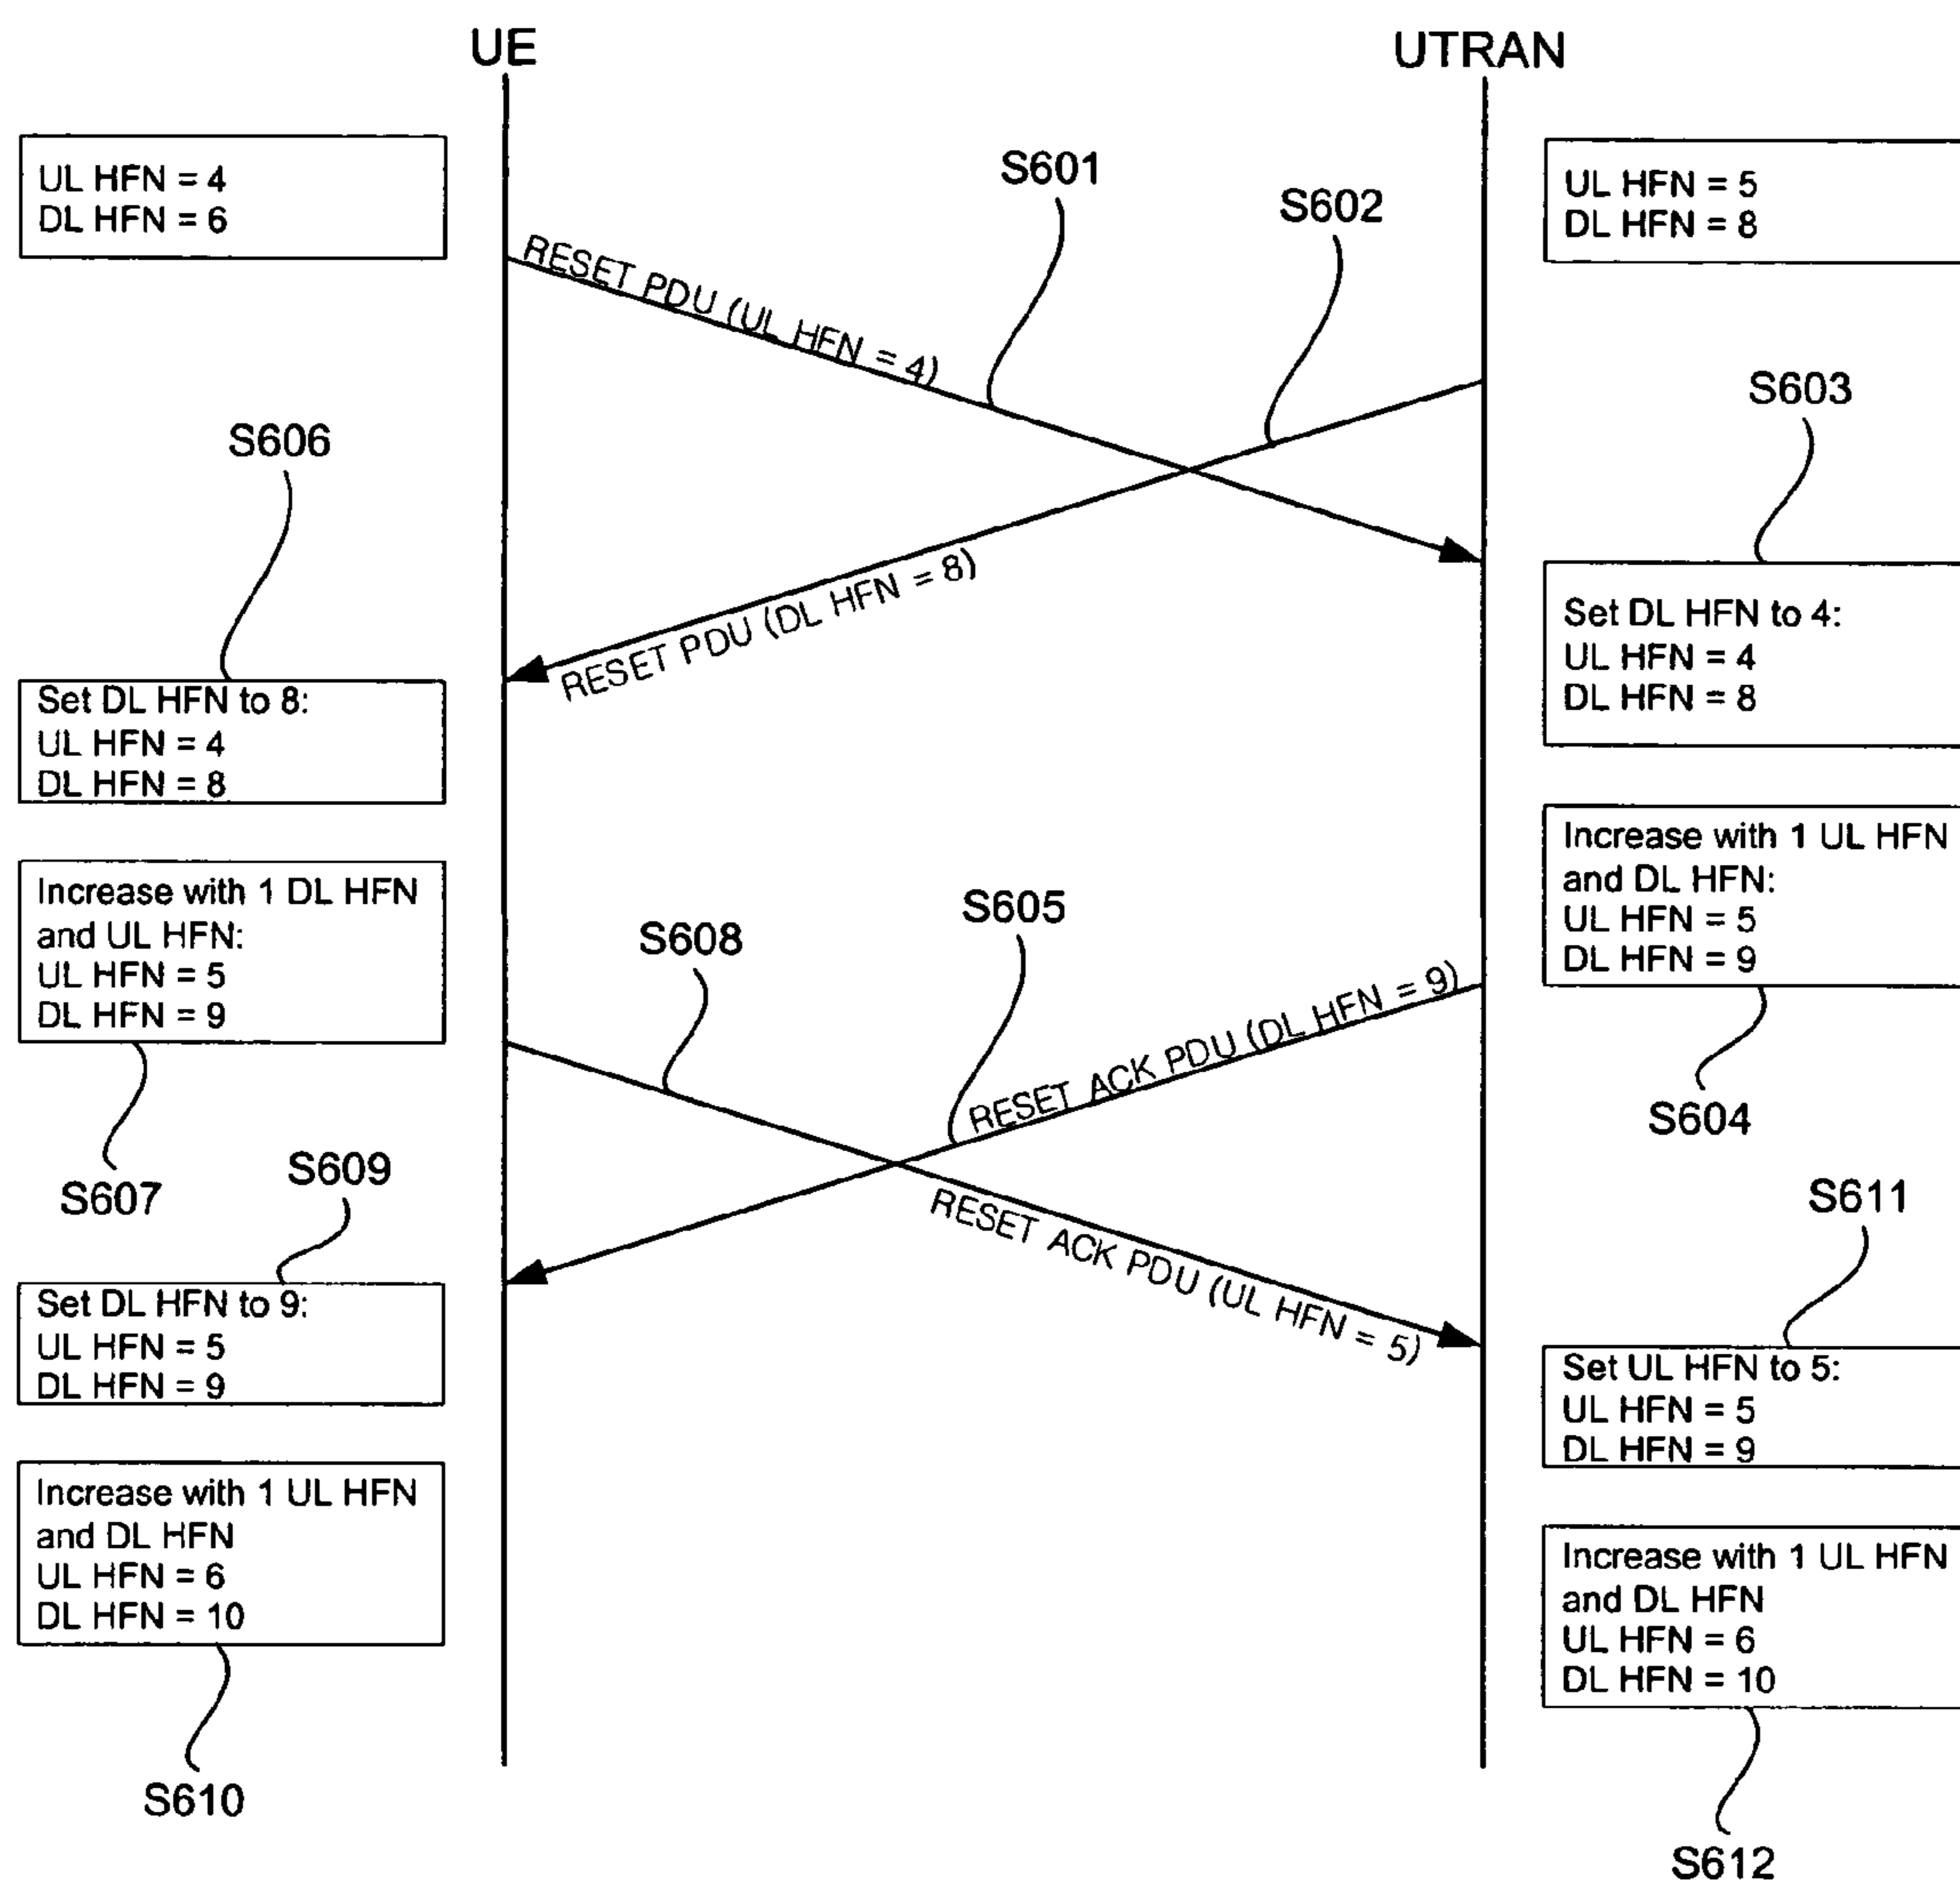 UE
UTRAN
UL HFN = 4
DL HFN = 6
UL HFN = 5
DL HFN = 8
S601
S602
RESET PDU (UL HFN = 4)
S603
S606
RESET PDU (DL HFN = 8)
Set DL HFN to 4:
UL HFN = 4
DL HFN = 8
Set DL HFN to 8:
UL HFN = 4
DL HFN = 8
Increase with 1 UL HFN
and DL HFN:
UL HFN = 5
DL HFN = 9
S604
Increase with 1 DL HFN
and UL HFN:
UL HFN = 5
DL HFN = 9
S607
S608
S605
RESET ACK PDU (DL HFN = 9)
RESET ACK PDU (UL HFN = 5)
S609
Set DL HFN to 9:
UL HFN = 5
DL HFN = 9
S611
Set UL HFN to 5:
UL HFN = 5
DL HFN = 9
Increase with 1 UL HFN
and DL HFN
UL HFN = 6
DL HFN = 10
S610
Increase with 1 UL HFN
and DL HFN
UL HFN = 6
DL HFN = 10
S612